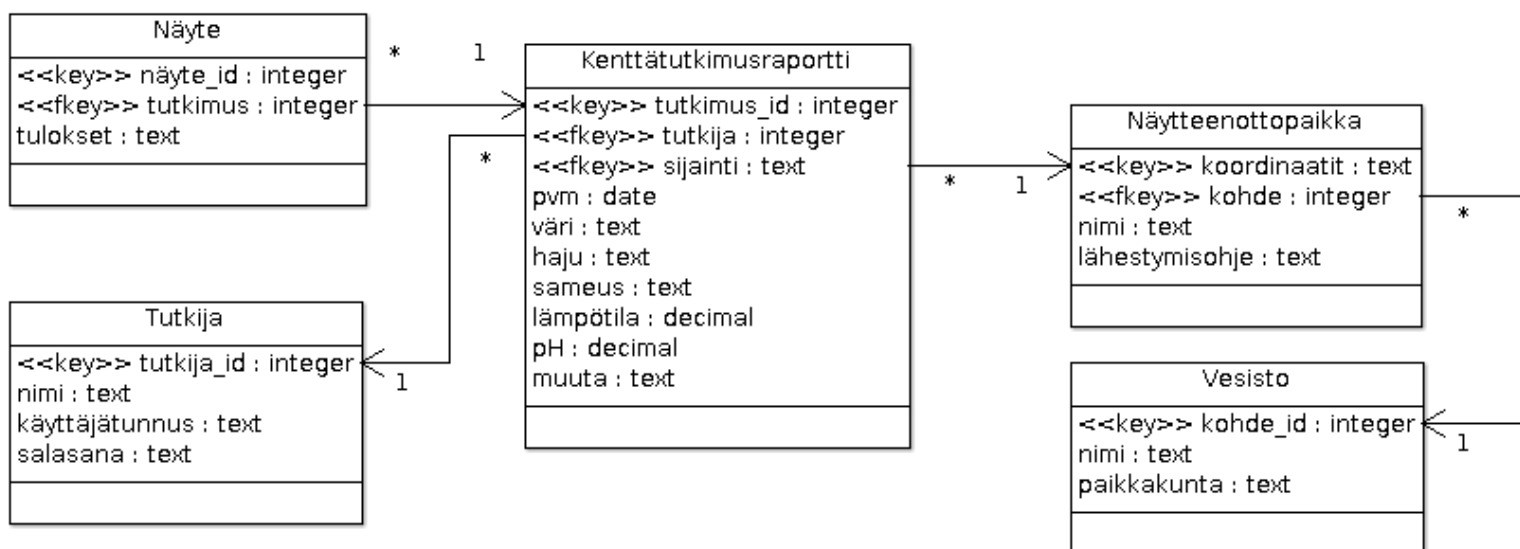 Näyte
<<key>> näyte_id : integer
<<fkey>> tutkimus : integer
tulokset : text
*
1
Kenttätutkimusraportti
<<key>> tutkimus_id : integer
<<fkey>> tutkija : integer
<<fkey>> sijainti : text
pvm : date
väri : text
haju : text
sameus : text
lämpötila : decimal
pH : decimal
muuta : text
*
1
Tutkija
<<key>> tutkija_id : integer
nimi : text
käyttäjätunnus : text
salasana : text
*
1
Näytteenottopaikka
<<key>> koordinaatit : text
<<fkey>> kohde : integer
nimi : text
lähestymisohje : text
*
1
Vesisto
<<key>> kohde_id : integer
nimi : text
paikkakunta : text